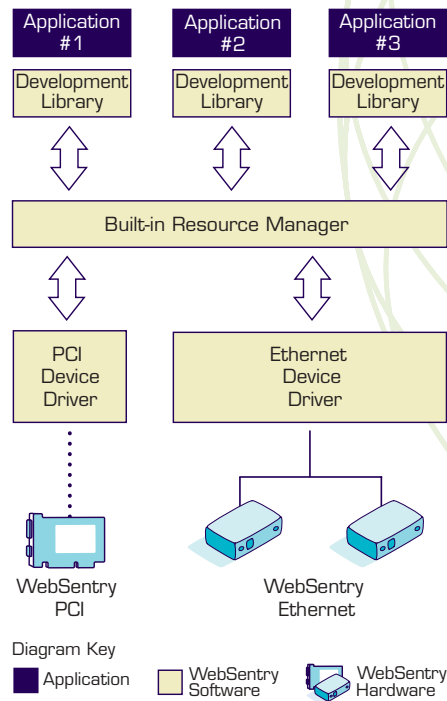 Application
#1
Application
#2
Application
#3
Development
Library
Development
Library
Development
Library
Built-in Resource Manager
PCI
Device
Driver
Ethernet
Device
Driver
WebSentry
PCI
WebSentry
Ethernet
Diagram Key
Application
WebSentry
Software
WebSentry
Hardware